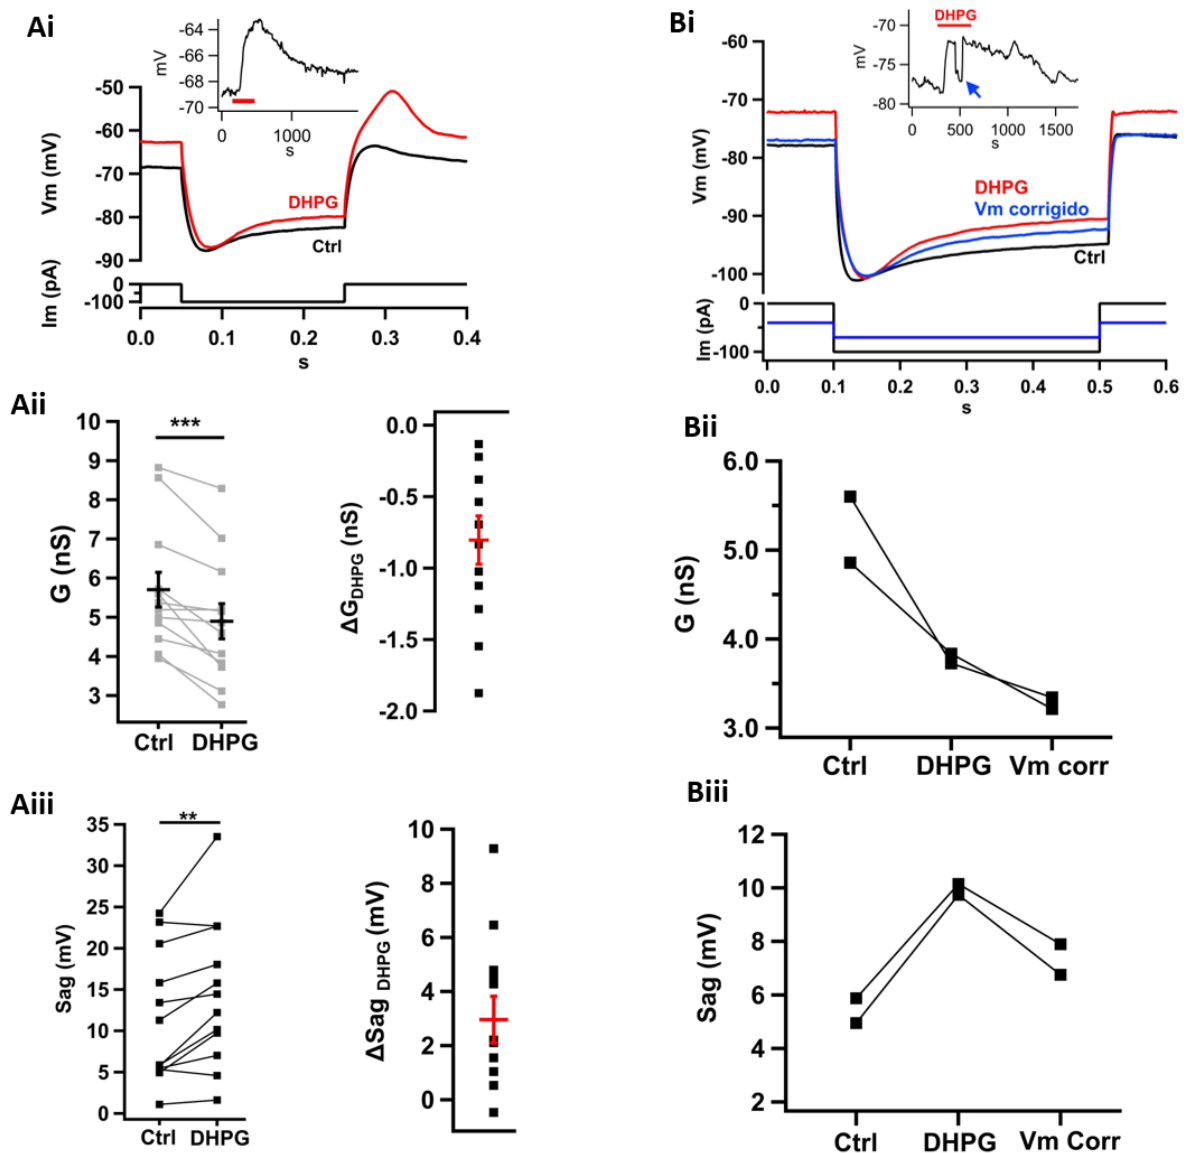 Ai
-64
-66
-68
-70
mV
0
1000
s
-50
-60
-70
-80
-90
Vm (mV)
DHPG
Ctrl
0
-100
Im (pA)
0.0
0.1
0.2
0.3
0.4
s
Bi
DHPG
-70
-75
-80
mV
0
500
1000
1500
s
-60
-70
-80
-90
-100
Vm (mV)
DHPG
Vm corrigido
Ctrl
0
-100
Im (pA)
0.0
0.1
0.2
0.3
0.4
0.5
0.6
s
Aii
10
9
8
7
6
5
4
3
G (nS)
***
Ctrl
DHPG
0.0
-0.5
-1.0
-1.5
-2.0
ΔGDHPG (nS)
Bii
6.0
5.0
4.0
3.0
G (nS)
Ctrl
DHPG
Vm corr
Aiii
35
30
25
20
15
10
5
0
Sag (mV)
**
Ctrl
DHPG
10
8
6
4
2
0
ΔSag DHPG (mV)
Biii
12
10
8
6
4
2
Sag (mV)
Ctrl
DHPG
Vm Corr